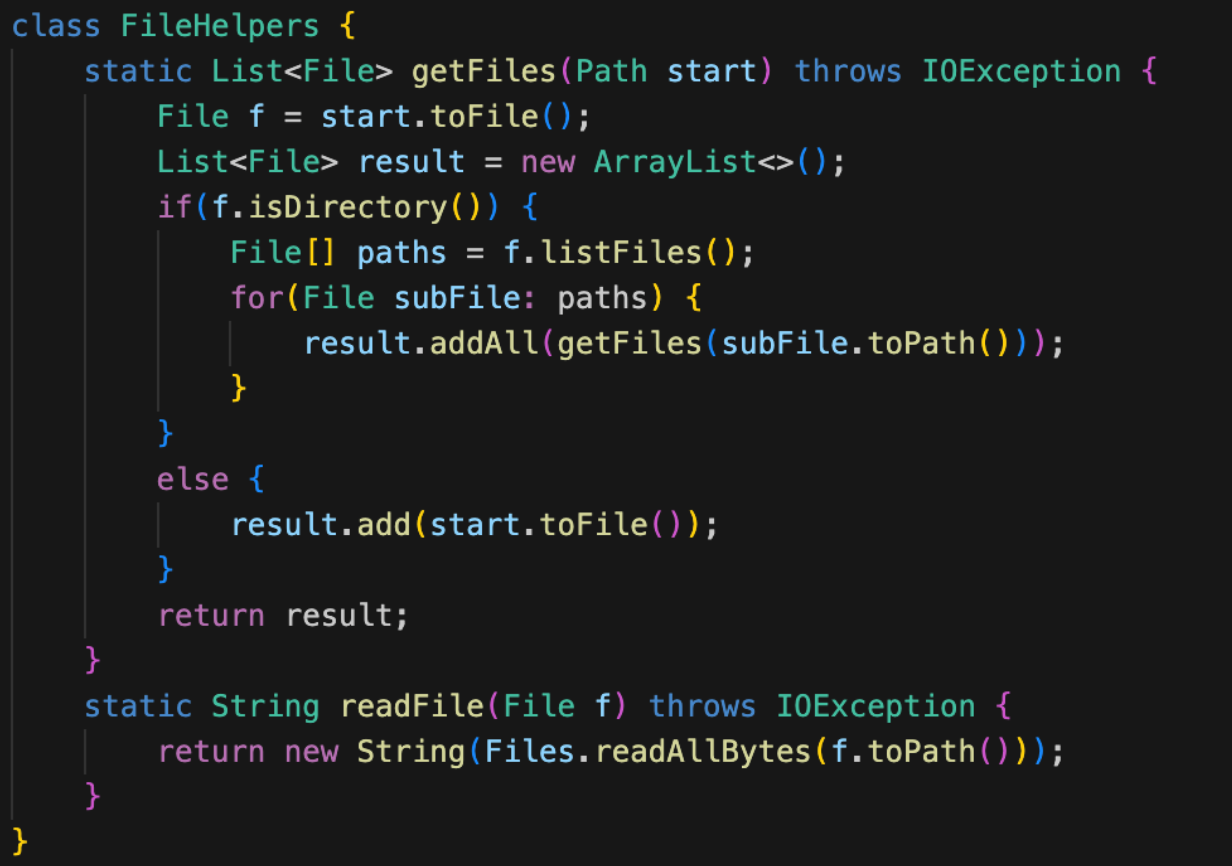 class FileHelpers {
    static List<File> getFiles(Path start) throws IOException {
        File f = start.toFile();
        List<File> result = new ArrayList<>();
        if(f.isDirectory()) {
            File[] paths = f.listFiles();
            for(File subFile: paths) {
                result.addAll(getFiles(subFile.toPath()));
            }
        }
        else {
            result.add(start.toFile());
        }
        return result;
    }
    static String readFile(File f) throws IOException {
        return new String(Files.readAllBytes(f.toPath()));
    }
}